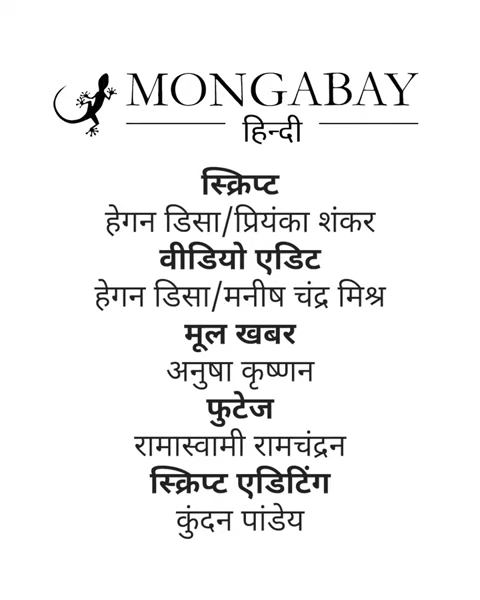 MONGABAY
हिन्दी
स्क्रिप्ट
हेगन डिसा/प्रियंका शंकर
वीडियो एडिट
हेगन डिसा/मनीष चंद्र मिश्र
मूल खबर
अनुषा कृष्णन
फुटेज
रामास्वामी रामचंद्रन
स्क्रिप्ट एडिटिंग
कुंदन पांडेय